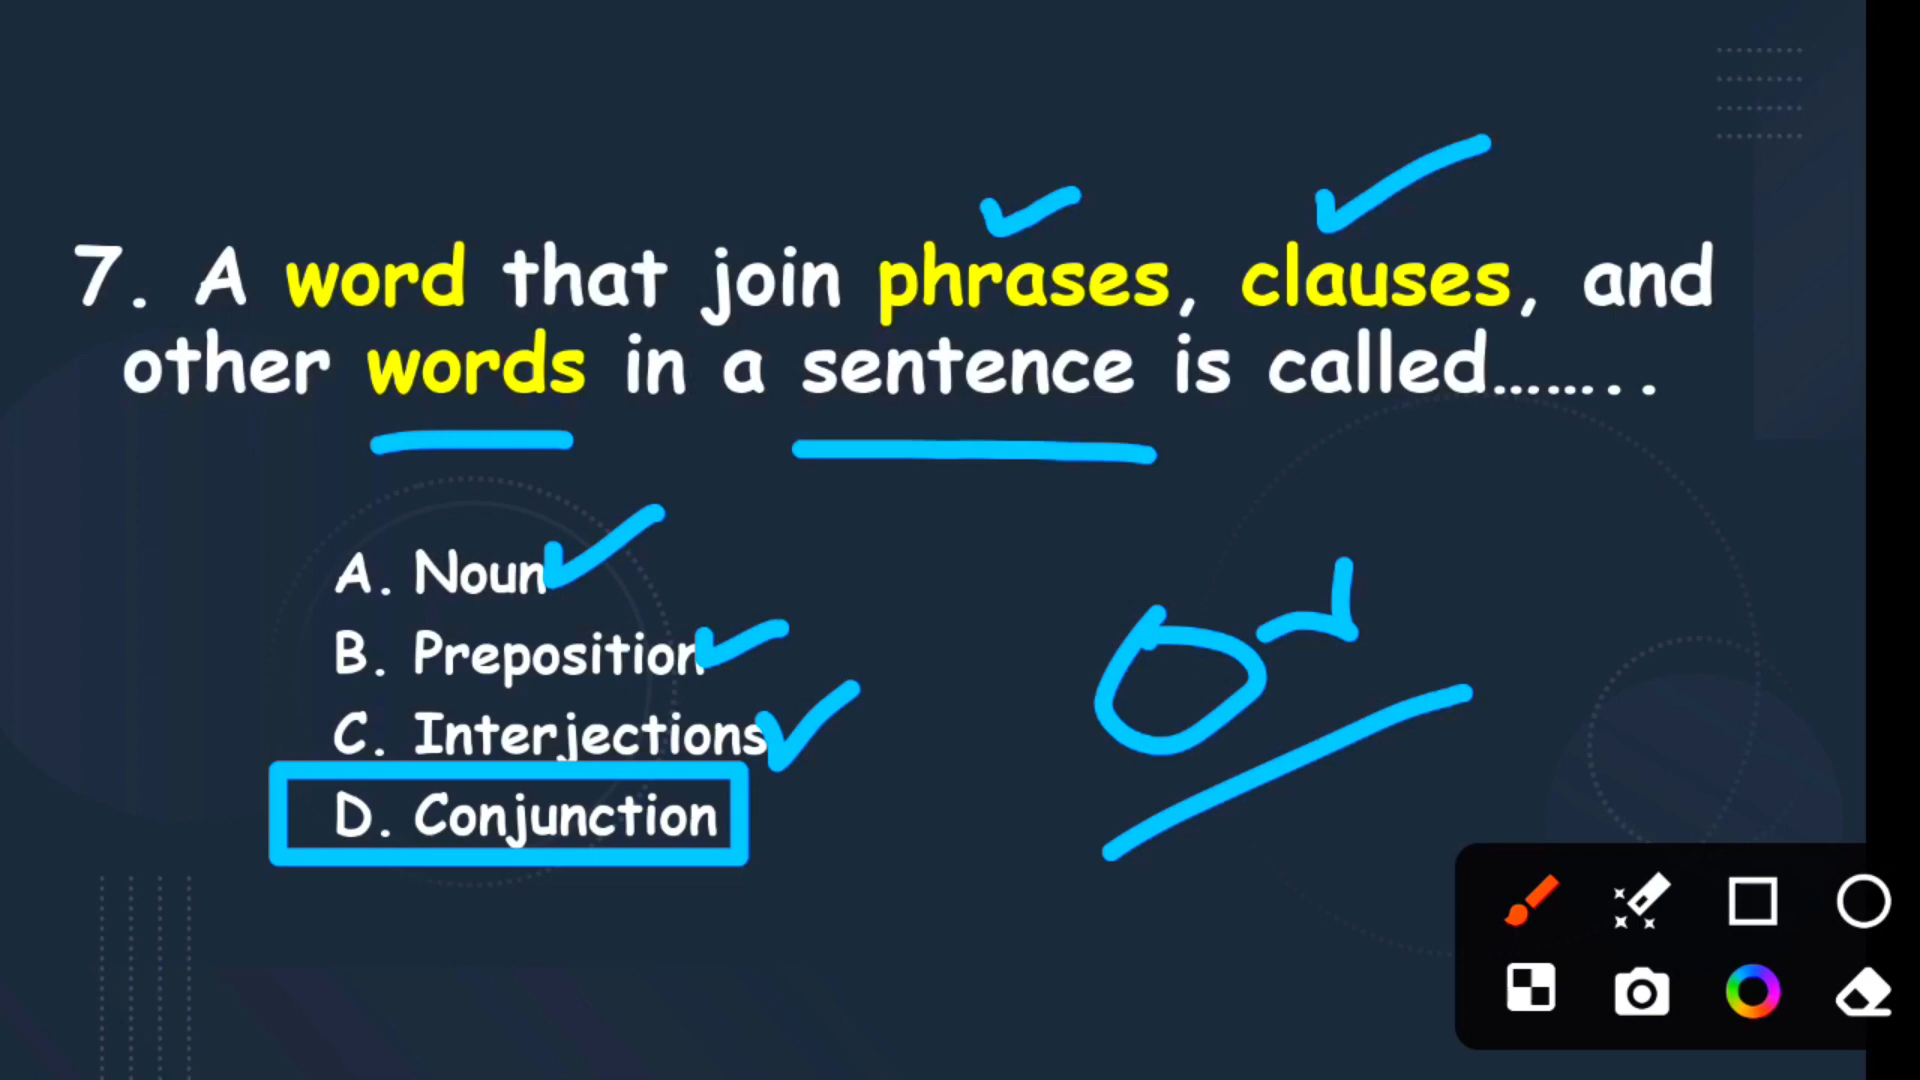 7. A word that join phrases, clauses, and
other words in a sentence is called……..
A. Noun
B. Preposition
C. Interjections
D. Conjunction